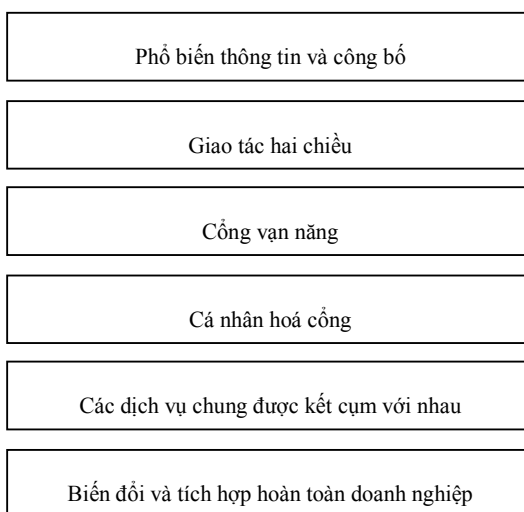 Phổ biến thông tin và công bố
Giao tác hai chiều
Cổng vạn năng
Cá nhân hoá cổng
Các dịch vụ chung được kết cụm với nhau
Biến đổi và tích hợp hoàn toàn doanh nghiệp